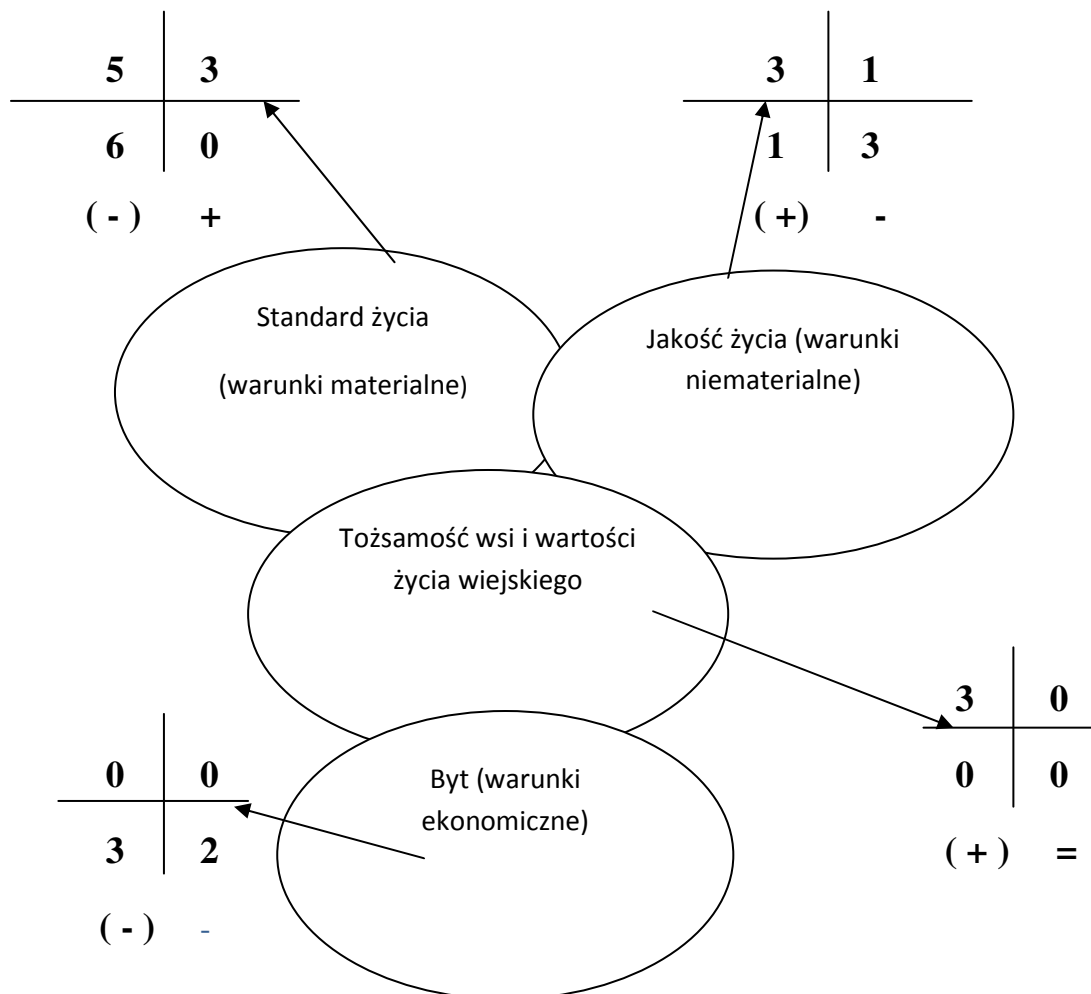 5 3
6 0
( - ) +
3 1
1 3
( +) -
Standard życia
(warunki materialne)
Jakość życia (warunki
niematerialne)
Tożsamość wsi i wartości
życia wiejskiego
3 0
0 0
( + ) =
0 0
3 2
( - ) -
Byt (warunki
ekonomiczne)